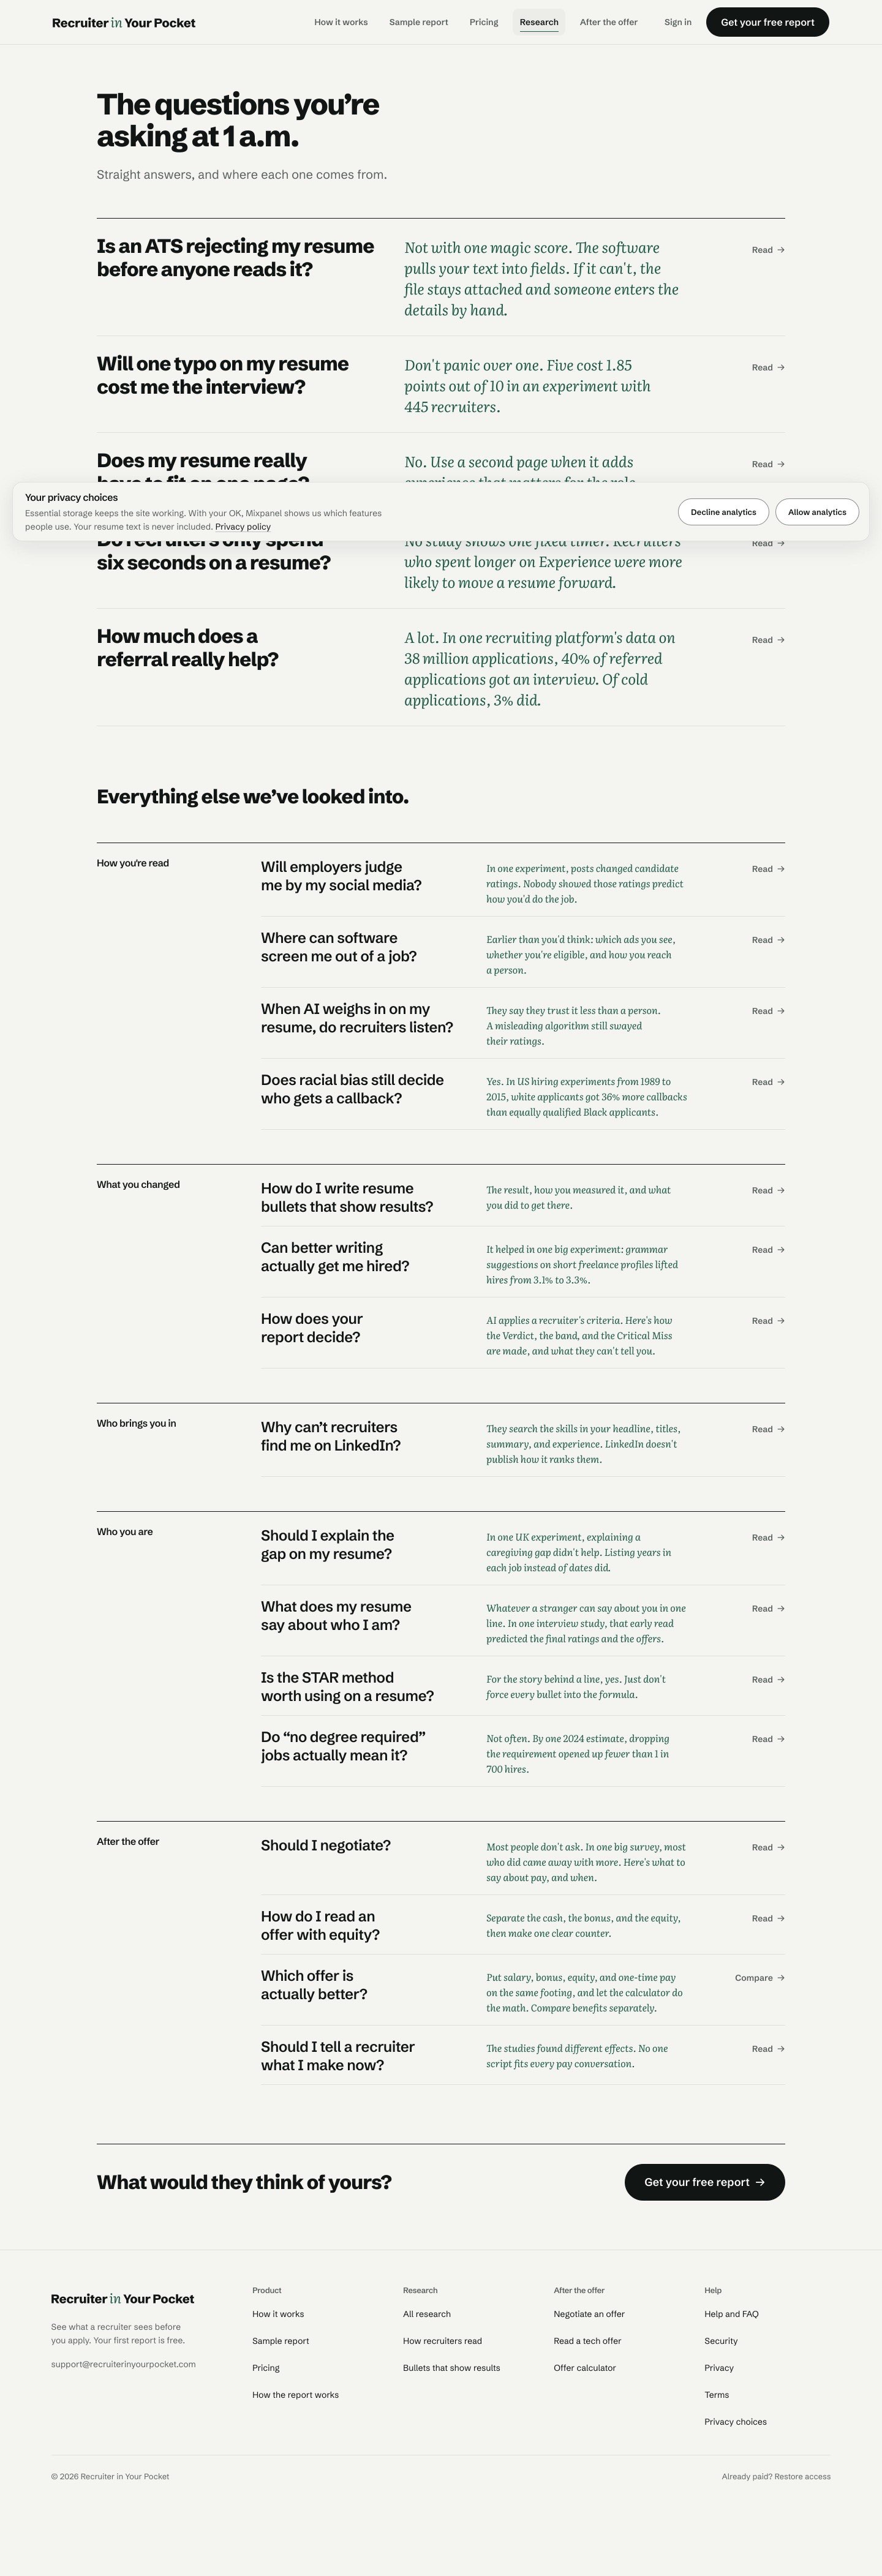 Recruiter in Your Pocket
How it works
Sample report
Pricing
Research
After the offer
Sign in
Get your free report
The questions you’re
asking at 1 a.m.
Straight answers, and where each one comes from.
Is an ATS rejecting my resume
before anyone reads it?
Not with one magic score. The software
pulls your text into fields. If it can't, the
file stays attached and someone enters the
details by hand.
Read →
Will one typo on my resume
cost me the interview?
Don't panic over one. Five cost 1.85
points out of 10 in an experiment with
445 recruiters.
Read →
Does my resume really
No. Use a second page when it adds
Read →
Your privacy choices
Essential storage keeps the site working. With your OK, Mixpanel shows us which features
people use. Your resume text is never included. Privacy policy
Decline analytics
Allow analytics
Do recruiters only spend
six seconds on a resume?
No study shows one fixed timer. Recruiters
who spent longer on Experience were more
likely to move a resume forward.
Read →
How much does a
referral really help?
A lot. In one recruiting platform's data on
38 million applications, 40% of referred
applications got an interview. Of cold
applications, 3% did.
Read →
Everything else we’ve looked into.
How you're read
Will employers judge
me by my social media?
In one experiment, posts changed candidate
ratings. Nobody showed those ratings predict
how you'd do the job.
Read →
Where can software
screen me out of a job?
Earlier than you'd think: which ads you see,
whether you're eligible, and how you reach
a person.
Read →
When AI weighs in on my
resume, do recruiters listen?
They say they trust it less than a person.
A misleading algorithm still swayed
their ratings.
Read →
Does racial bias still decide
who gets a callback?
Yes. In US hiring experiments from 1989 to
2015, white applicants got 36% more callbacks
than equally qualified Black applicants.
Read →
What you changed
How do I write resume
bullets that show results?
The result, how you measured it, and what
you did to get there.
Read →
Can better writing
actually get me hired?
It helped in one big experiment: grammar
suggestions on short freelance profiles lifted
hires from 3.1% to 3.3%.
Read →
How does your
report decide?
AI applies a recruiter's criteria. Here's how
the Verdict, the band, and the Critical Miss
are made, and what they can't tell you.
Read →
Who brings you in
Why can’t recruiters
find me on LinkedIn?
They search the skills in your headline, titles,
summary, and experience. LinkedIn doesn't
publish how it ranks them.
Read →
Who you are
Should I explain the
gap on my resume?
In one UK experiment, explaining a
caregiving gap didn't help. Listing years in
each job instead of dates did.
Read →
What does my resume
say about who I am?
Whatever a stranger can say about you in one
line. In one interview study, that early read
predicted the final ratings and the offers.
Read →
Is the STAR method
worth using on a resume?
For the story behind a line, yes. Just don't
force every bullet into the formula.
Read →
Do “no degree required”
jobs actually mean it?
Not often. By one 2024 estimate, dropping
the requirement opened up fewer than 1 in
700 hires.
Read →
After the offer
Should I negotiate?
Most people don't ask. In one big survey, most
who did came away with more. Here's what to
say about pay, and when.
Read →
How do I read an
offer with equity?
Separate the cash, the bonus, and the equity,
then make one clear counter.
Read →
Which offer is
actually better?
Put salary, bonus, equity, and one-time pay
on the same footing, and let the calculator do
the math. Compare benefits separately.
Compare →
Should I tell a recruiter
what I make now?
The studies found different effects. No one
script fits every pay conversation.
Read →
What would they think of yours?
Get your free report →
Recruiter in Your Pocket
See what a recruiter sees before
you apply. Your first report is free.
support@recruiterinyourpocket.com
Product
How it works
Sample report
Pricing
How the report works
Research
All research
How recruiters read
Bullets that show results
After the offer
Negotiate an offer
Read a tech offer
Offer calculator
Help
Help and FAQ
Security
Privacy
Terms
Privacy choices
© 2026 Recruiter in Your Pocket
Already paid? Restore access